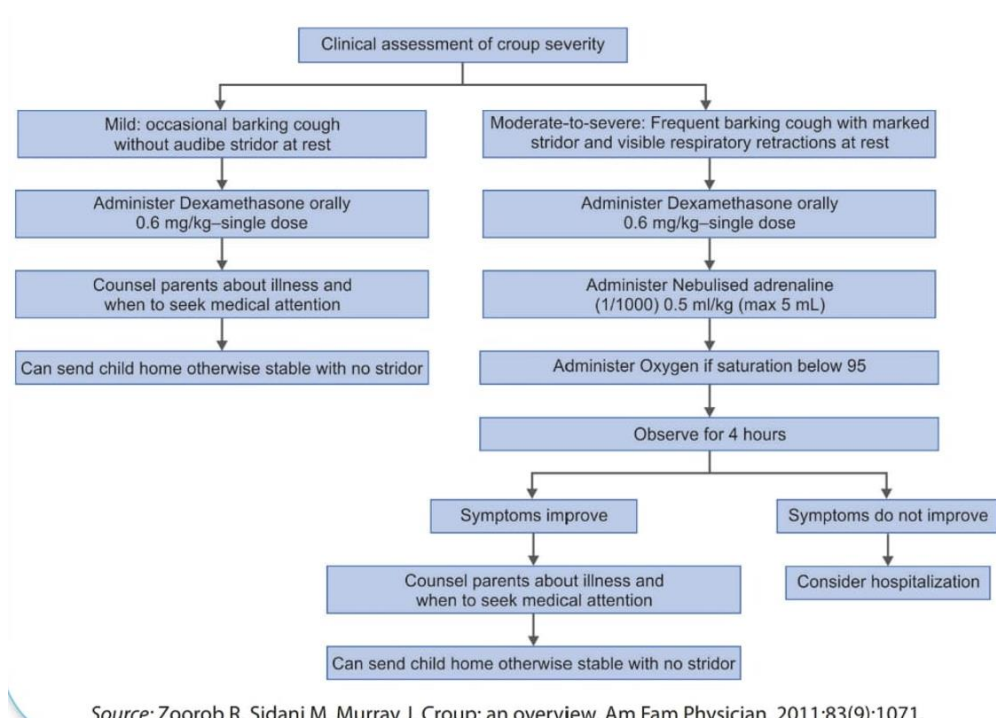 Clinical assessment of croup severity
Mild: occasional barking cough
without audibe stridor at rest
Administer Dexamethasone orally
0.6 mg/kg–single dose
Counsel parents about illness and
when to seek medical attention
Can send child home otherwise stable with no stridor
Moderate-to-severe: Frequent barking cough with marked
stridor and visible respiratory retractions at rest
Administer Dexamethasone orally
0.6 mg/kg–single dose
Administer Nebulised adrenaline
(1/1000) 0.5 ml/kg (max 5 mL)
Administer Oxygen if saturation below 95
Observe for 4 hours
Symptoms improve
Counsel parents about illness and
when to seek medical attention
Can send child home otherwise stable with no stridor
Symptoms do not improve
Consider hospitalization
Source: Zoorob R, Sidani M, Murray J. Croup: an overview. Am Fam Physician. 2011;83(9):1071